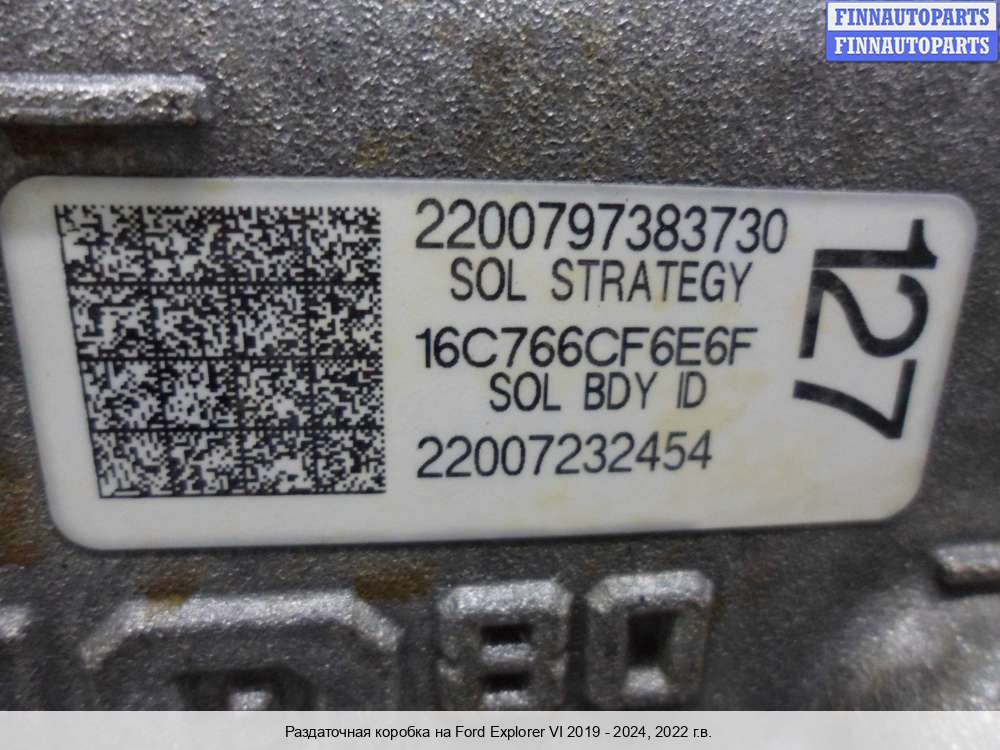 FINNAUTOPARTS
FINNAUTOPARTS
2200797383730
SOL STRATEGY
16C766CF6E6F
SOL BDY ID
22007232454
127
80
Раздаточная коробка на Ford Explorer VI 2019 - 2024, 2022 г.в.